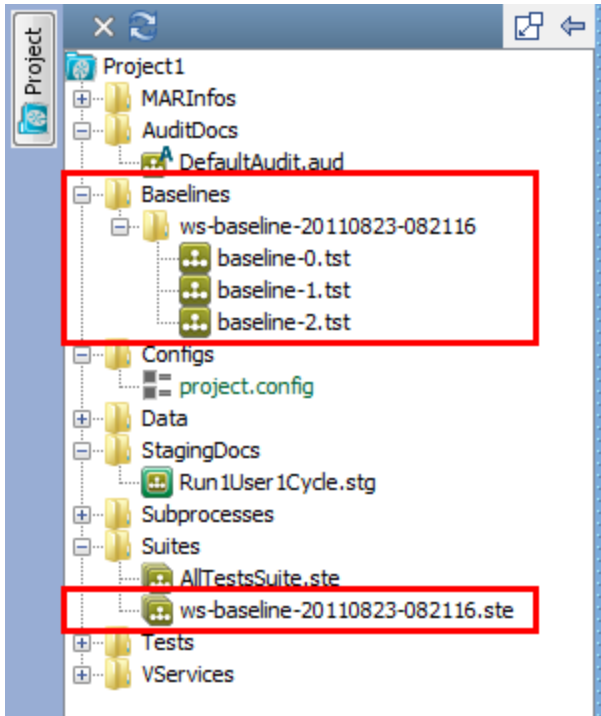 Project
Project1
MARInfos
AuditDocs
DefaultAudit.aud
Baselines
ws-baseline-20110823-082116
baseline-0.tst
baseline-1.tst
baseline-2.tst
Configs
project.config
Data
StagingDocs
Run1User1Cycle.stg
Subprocesses
Suites
AllTestsSuite.ste
ws-baseline-20110823-082116.ste
Tests
VServices